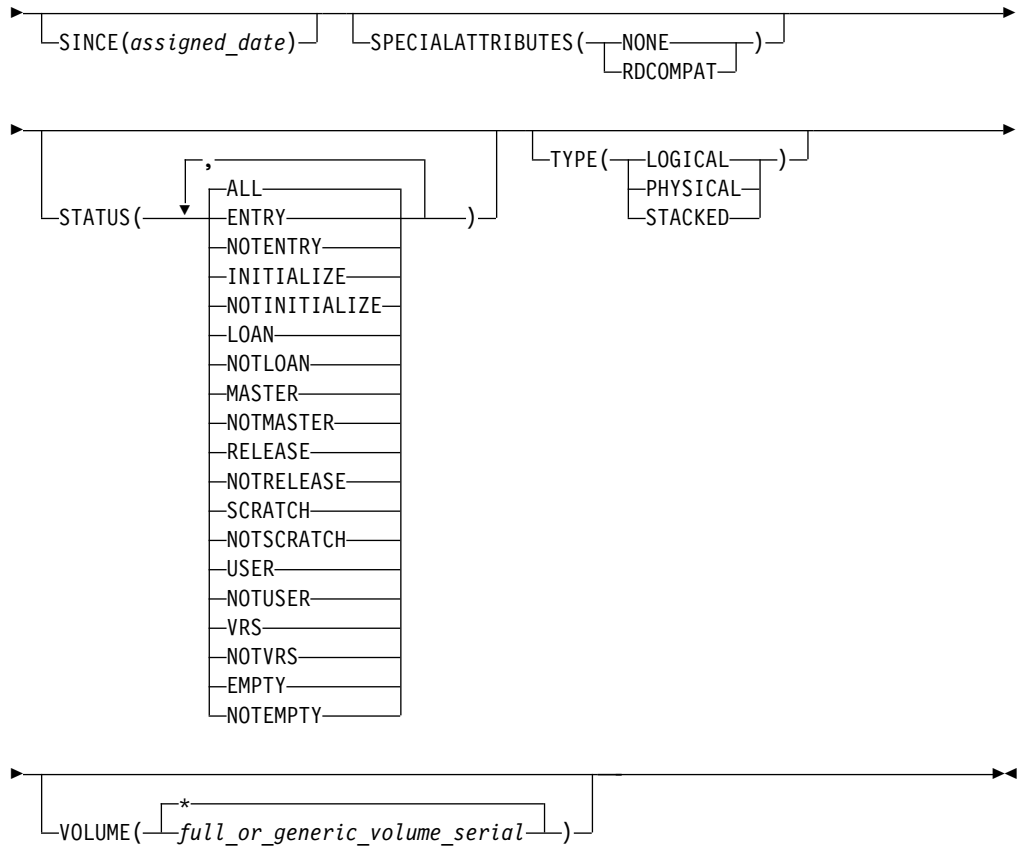 SINCE(assigned_date) SPECIALATTRIBUTES( NONE )
RDCOMPAT
,
ALL
STATUS( ENTRY )
NOTENTRY
INITIALIZE
NOTINITIALIZE
LOAN
NOTLOAN
MASTER
NOTMASTER
RELEASE
NOTRELEASE
SCRATCH
NOTSCRATCH
USER
NOTUSER
VRS
NOTVRS
EMPTY
NOTEMPTY
TYPE( LOGICAL )
PHYSICAL
STACKED
*
VOLUME( full_or_generic_volume_serial )